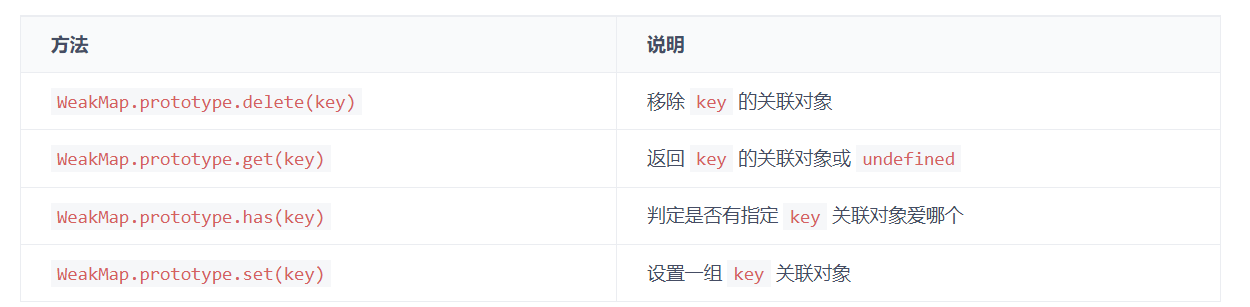 方法 说明
WeakMap.prototype.delete(key) 移除 key 的关联对象
WeakMap.prototype.get(key) 返回 key 的关联对象或 undefined
WeakMap.prototype.has(key) 判定是否有指定 key 关联对象爱哪个
WeakMap.prototype.set(key) 设置一组 key 关联对象